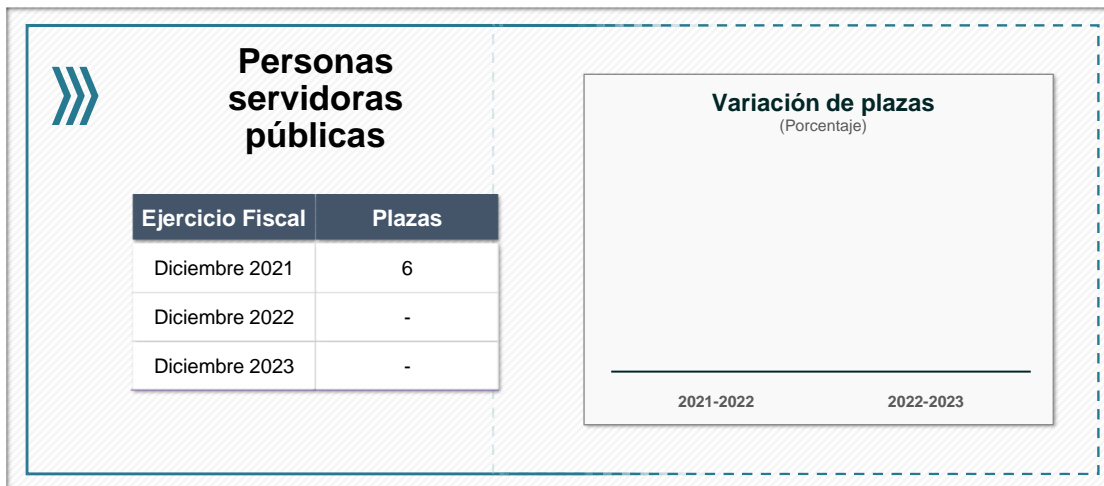 Personas
servidoras
públicas
Ejercicio Fiscal Plazas
Diciembre 2021 6
Diciembre 2022 -
Diciembre 2023 -
Variación de plazas
(Porcentaje)
2021-2022 2022-2023